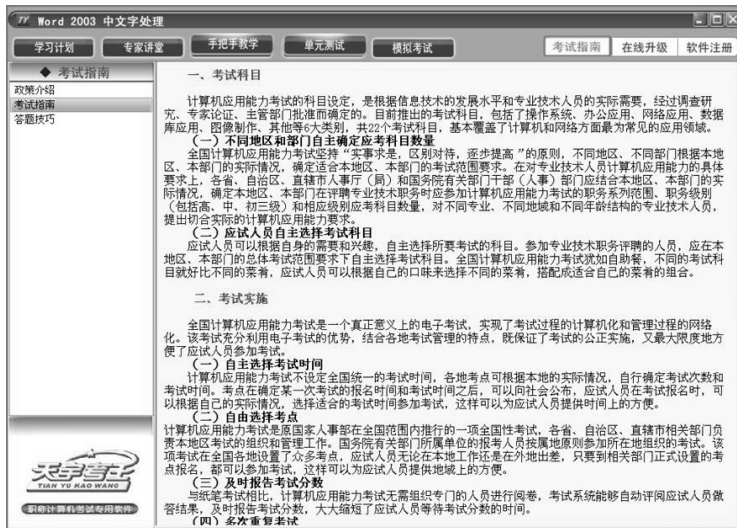 Word 2003 中文字处理
学习计划
专家讲堂
手把手教学
单元测试
模拟考试
考试指南
在线升级
软件注册
◆ 考试指南
政策介绍
考试指南
答题技巧
一、考试科目
计算机应用能力考试的科目设定，是根据信息技术的发展水平和专业技术人员的实际需要，经过调查研
究、专家论证、主管部门批准而确定的。目前推出的考试科目，包括了操作系统、办公应用、网络应用、数据
库应用、图像制作、其他等6大类别，共22个考试科目，基本覆盖了计算机和网络方面最为常见的应用领域。
（一）不同地区和部门自主确定应考科目数量
全国计算机应用能力考试坚持“实事求是，区别对待，逐步提高”的原则，不同地区、不同部门根据本地
区、本部门的实际情况，确定适合本地区、本部门的考试范围要求。在对专业技术人员计算机应用能力的具体
要求上，各省、自治区、直辖市人事厅（局）和国务院有关部门干部（人事）部门应结合本地区、本部门的实
际情况，确定本地区、本部门在评聘专业技术职务时应参加计算机应用能力考试的职务系列范围、职务级别
（包括高、中、初三级）和相应级别应考科目数量，对不同专业、不同地域和不同年龄结构的专业技术人员，
提出切合实际的计算机应用能力要求。
（二）应试人员自主选择考试科目
应试人员可以根据自身的需要和兴趣，自主选择所要考试的科目。参加专业技术职务评聘的人员，应在本
地区、本部门的总体考试范围要求下自主选择考试科目。全国计算机应用能力考试犹如自助餐，不同的考试科
目就好比不同的菜肴，应试人员可以根据自己的口味来选择不同的菜肴，搭配成适合自己的菜肴的组合。
二、考试实施
全国计算机应用能力考试是一个真正意义上的电子考试，实现了考试过程的计算机化和管理过程的网络
化。该考试充分利用电子考试的优势，结合各地考试管理的特点，既保证了考试的公正实施，又最大限度地方
便了应试人员参加考试。
（一）自主选择考试时间
计算机应用能力考试不设定全国统一的考试时间，各地考点可根据本地的实际情况，自行确定考试次数和
考试时间。考点在确定某一次考试的报名时间和考试时间之后，可以向社会公布，应试人员在考试报名时，可
以根据自己的实际情况，选择适合的考试时间参加考试，这样可以为应试人员提供时间上的方便。
（二）自由选择考点
计算机应用能力考试是原国家人事部在全国范围内推行的一项全国性考试，各省、自治区、直辖市相关部门负
责本地区考试的组织和管理工作。国务院有关部门所属单位的报考人员按属地原则参加所在地组织的考试。该
项考试在全国各地设置了众多考点，应试人员无论在本地工作还是在外地出差，只要到相关部门正式设置的考
点报名，都可以参加考试，这样可以为应试人员提供地域上的方便。
（三）及时报告考试分数
与纸笔考试相比，计算机应用能力考试无需组织专门的人员进行阅卷，考试系统能够自动评阅应试人员做
答结果，及时报告考试分数，大大缩短了应试人员等待考试分数的时间。
（四）多次重复考试
天宇考王
TIAN YU KAO WANG
职称计算机考试专用软件